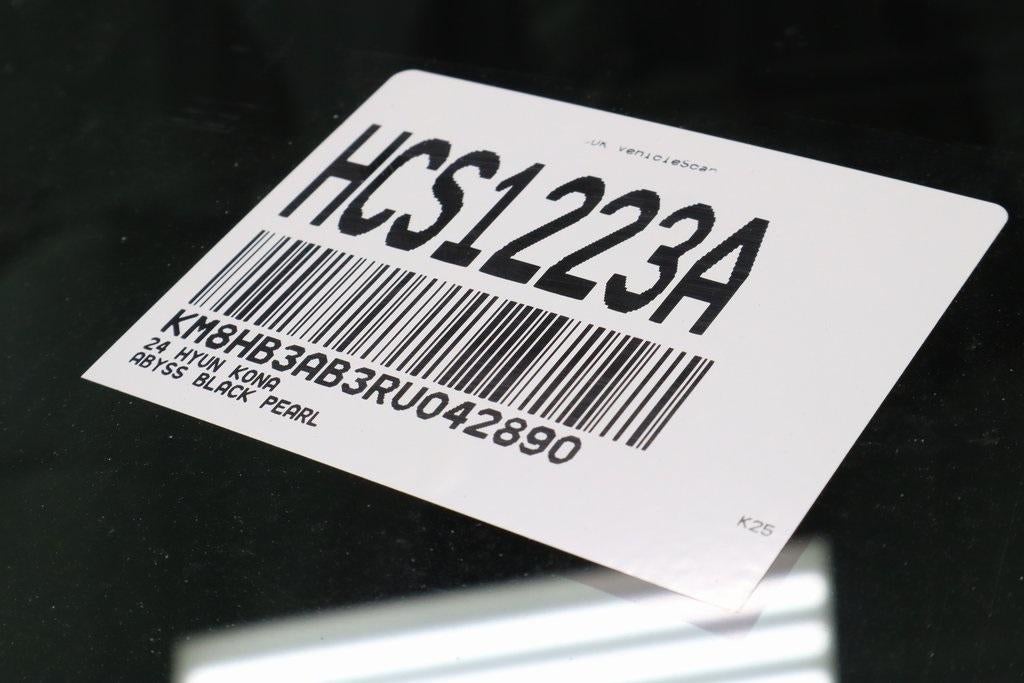 HCS1223A
KM8HB3AB3RU042890
24 HYUN KONA
ABYSS BLACK PEARL
K25